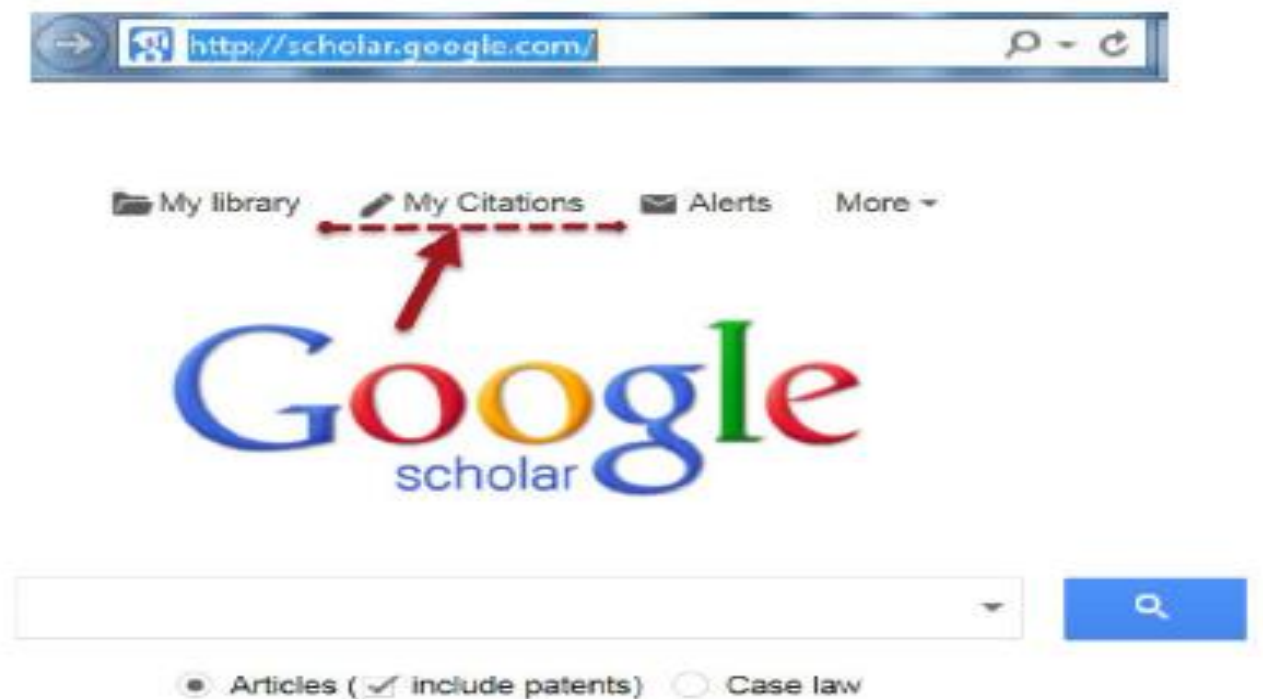 http://scholar.google.com/
My library My Citations Alerts More
Google
scholar
Articles (include patents) Case law